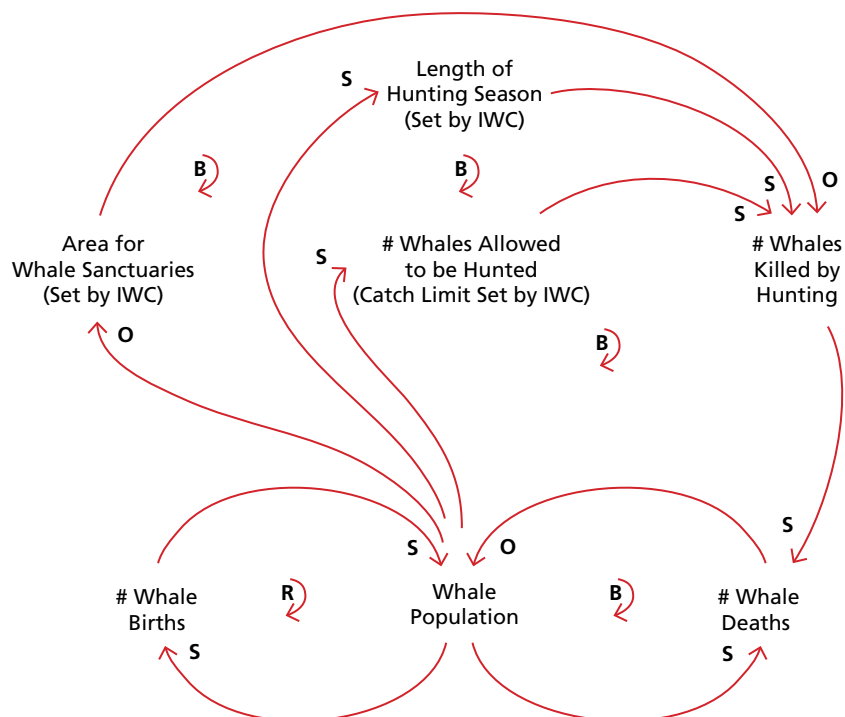 S
Length of
Hunting Season
(Set by IWC)
B
B
S
O
S
Area for
Whale Sanctuaries
(Set by IWC)
S
# Whales Allowed
to be Hunted
(Catch Limit Set by IWC)
# Whales
Killed by
Hunting
O
B
S
S
O
# Whale
Births
R
Whale
Population
B
# Whale
Deaths
S
S